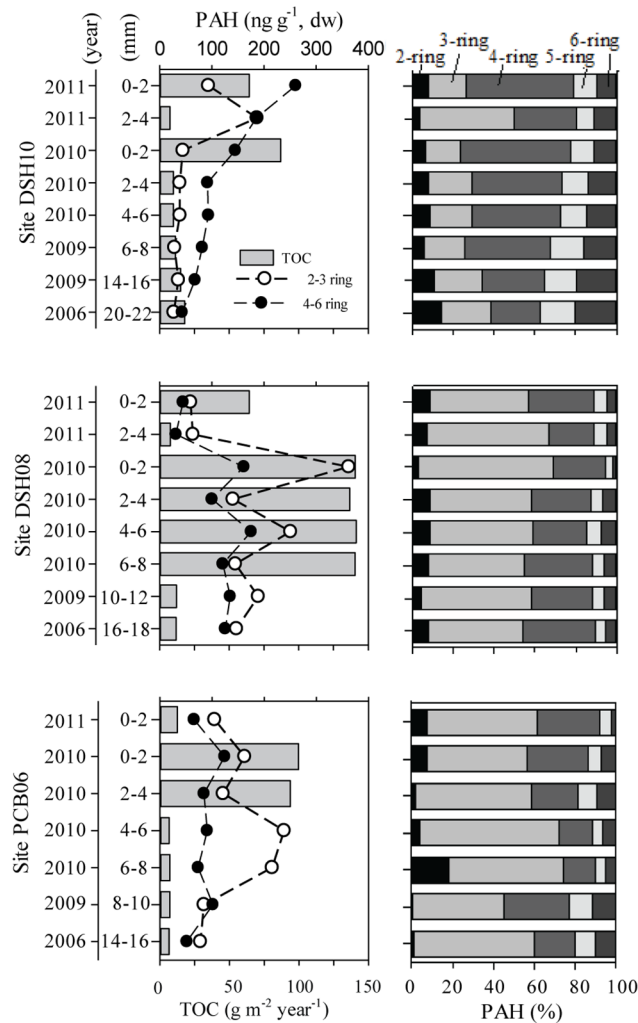 PAH (ng g⁻¹, dw)
(year) (mm) 0 100 200 300 400
2-ring 3-ring 4-ring 5-ring 6-ring
Site DSH10
2011 0-2
2011 2-4
2010 0-2
2010 2-4
2010 4-6
2009 6-8
2009 14-16
2006 20-22
TOC
2-3 ring
4-6 ring
Site DSH08
2011 0-2
2011 2-4
2010 0-2
2010 2-4
2010 4-6
2010 6-8
2009 10-12
2006 16-18
Site PCB06
2011 0-2
2010 0-2
2010 2-4
2010 4-6
2010 6-8
2009 8-10
2006 14-16
0 50 100 150
TOC (g m⁻² year⁻¹)
0 20 40 60 80 100
PAH (%)